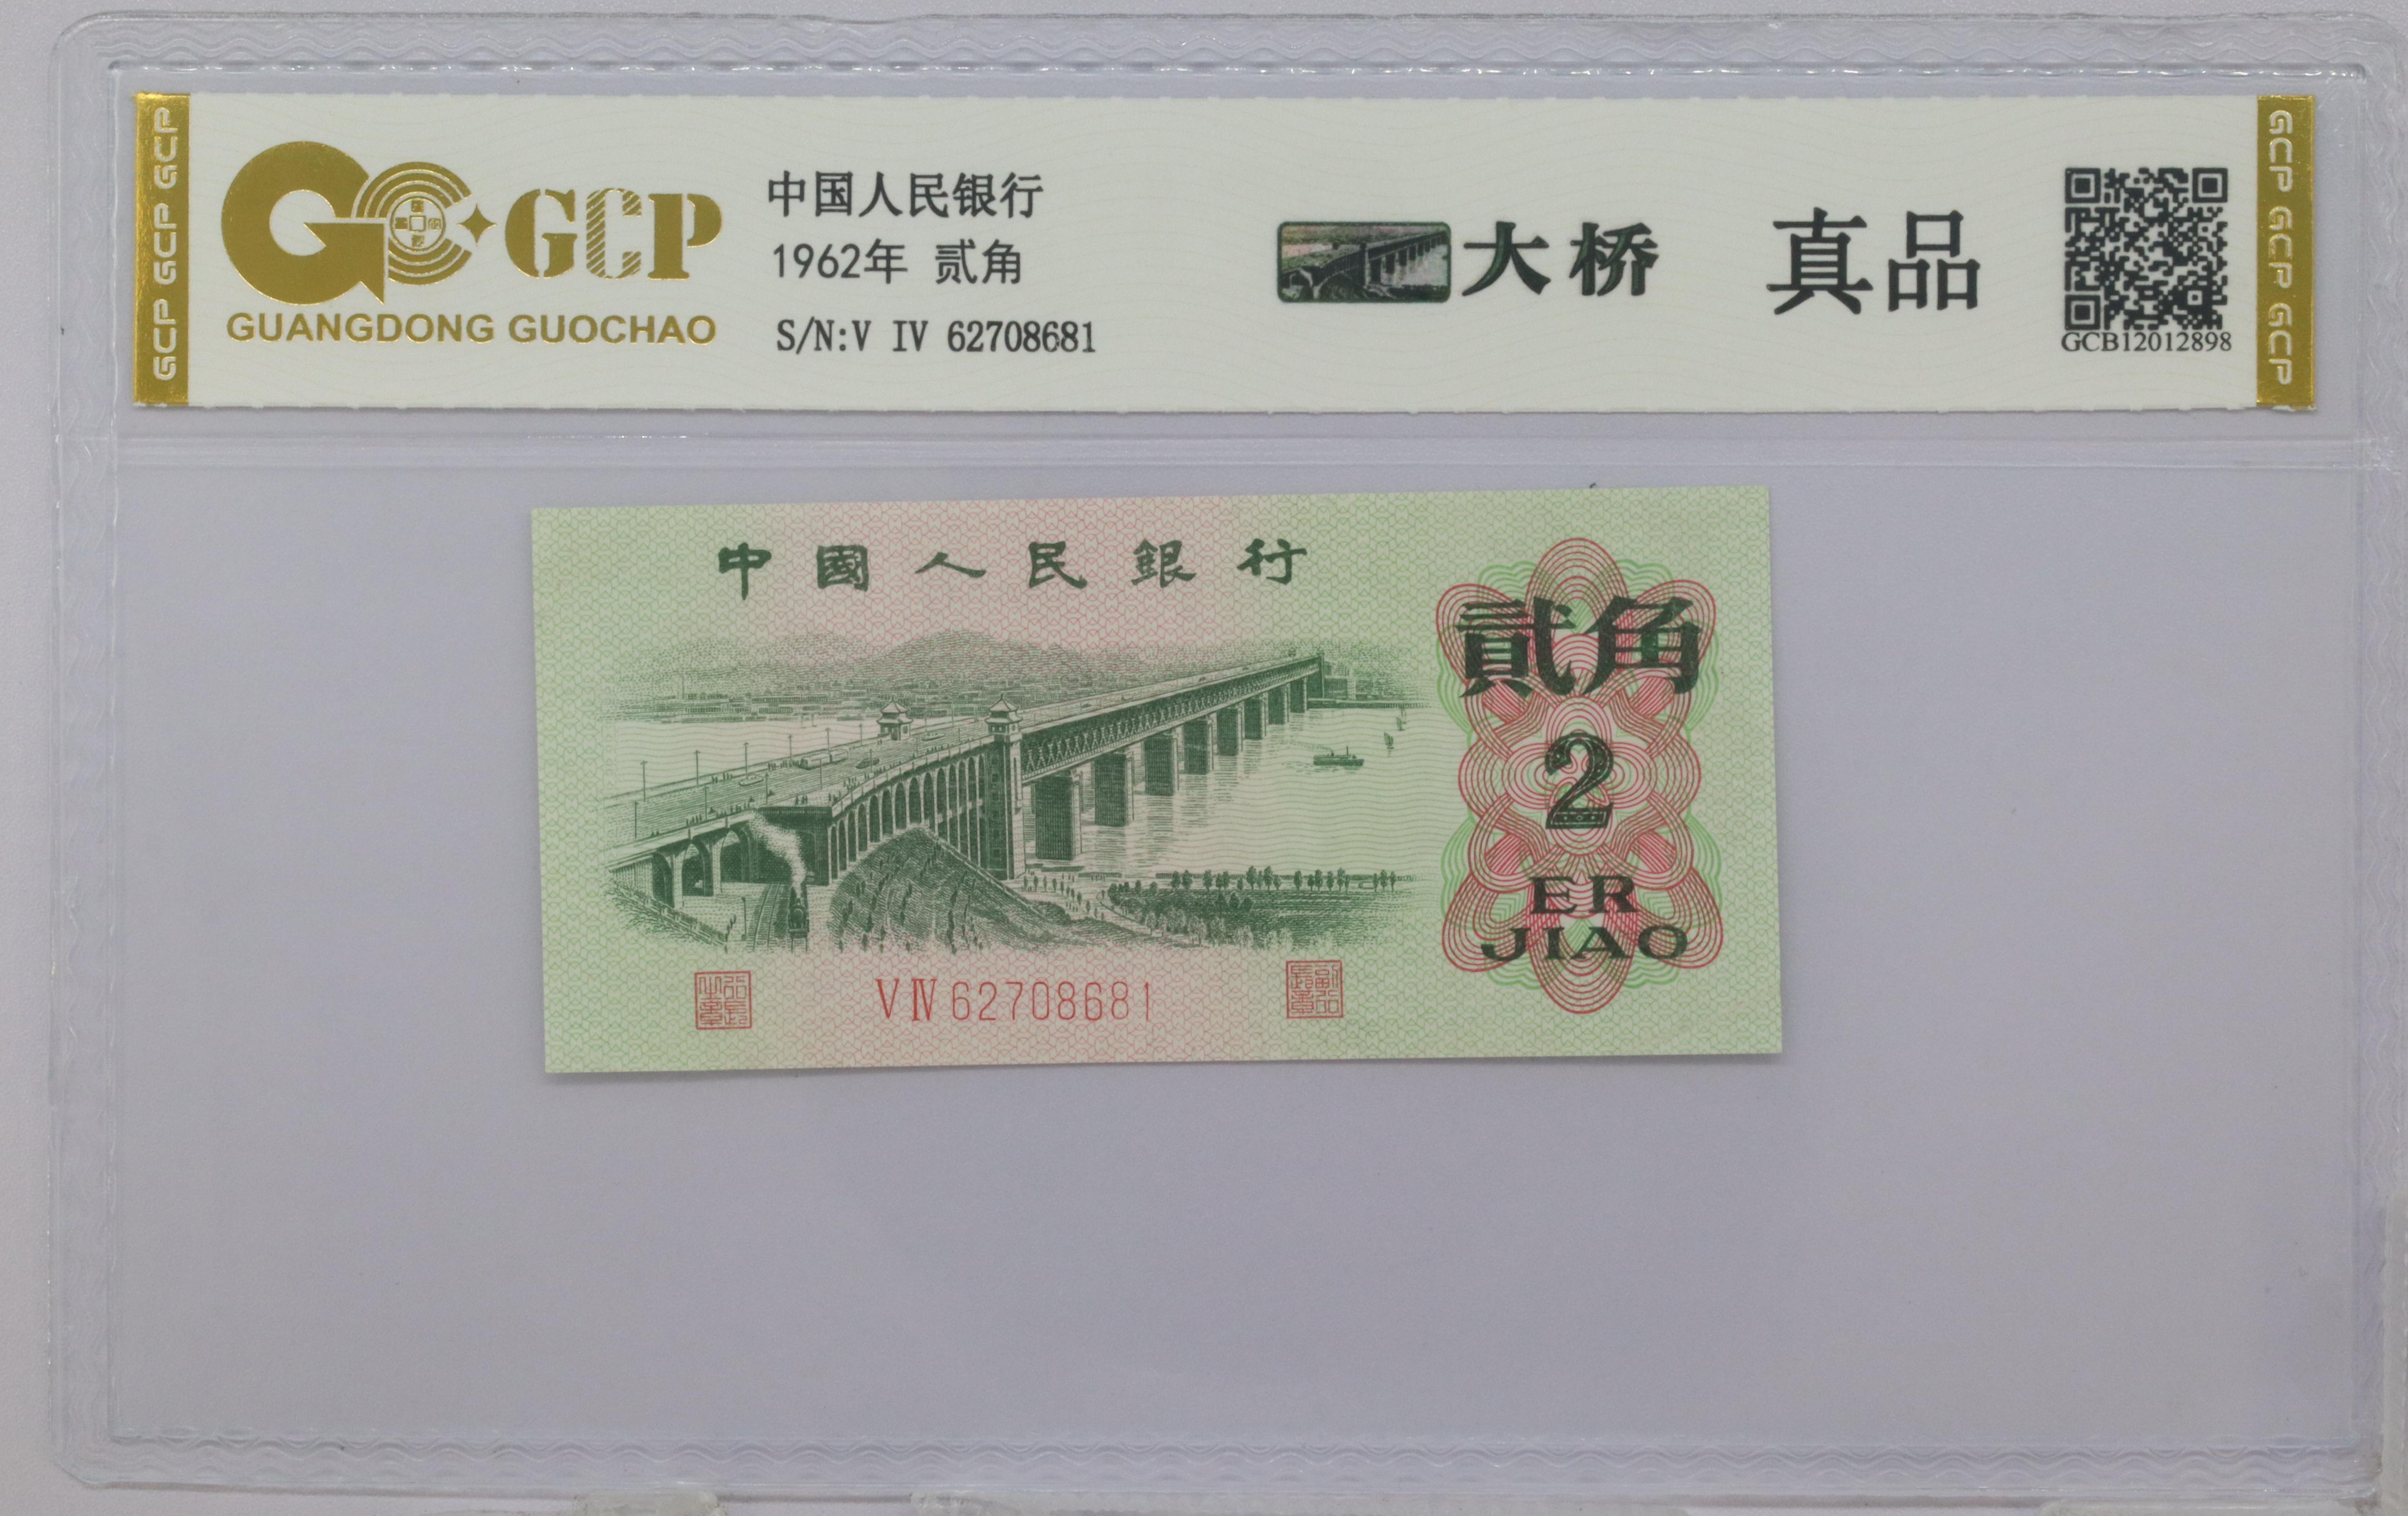 GCP GCP GCP
GCP
GUANGDONG GUOCHAO
中国人民银行
1962年 贰角
S/N:V IV 62708681
大桥
真品
GCB12012898
GCP GCP GCP
中國人民銀行
貳角
2
ER
JIAO
V IV 62708681